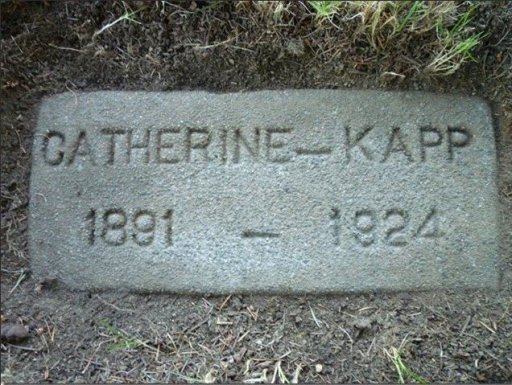 CATHERINE — KAPP
1891 — 1924